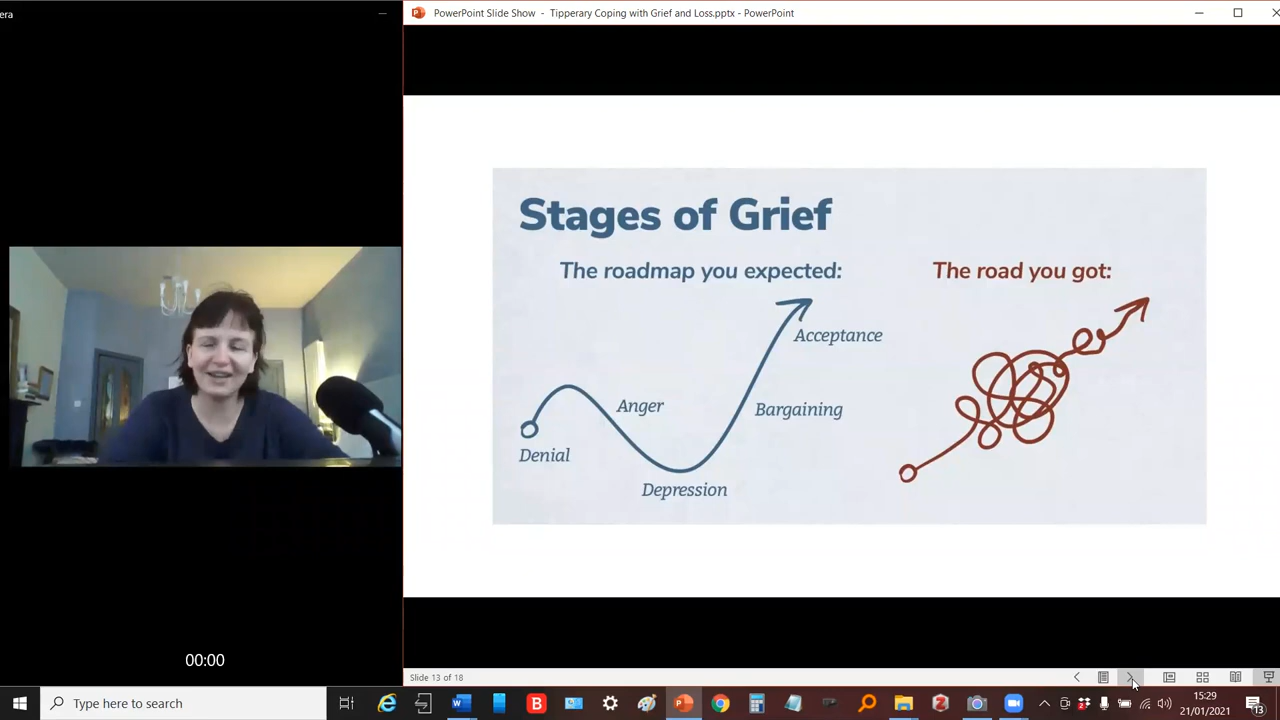 era
PowerPoint Slide Show - Tipperary Coping with Grief and Loss.pptx - PowerPoint
Stages of Grief
The roadmap you expected:
The road you got:
Acceptance
Anger
Bargaining
Denial
Depression
00:00
Slide 13 of 18
Type here to search
B
15:29
21/01/2021
13